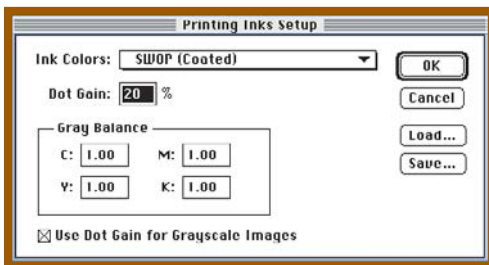 Printing Inks Setup
Ink Colors: SWOP (Coated)
OK
Dot Gain: 20 %
Cancel
Gray Balance
Load...
C: 1.00 M: 1.00
Save...
Y: 1.00 K: 1.00
Use Dot Gain for Grayscale Images